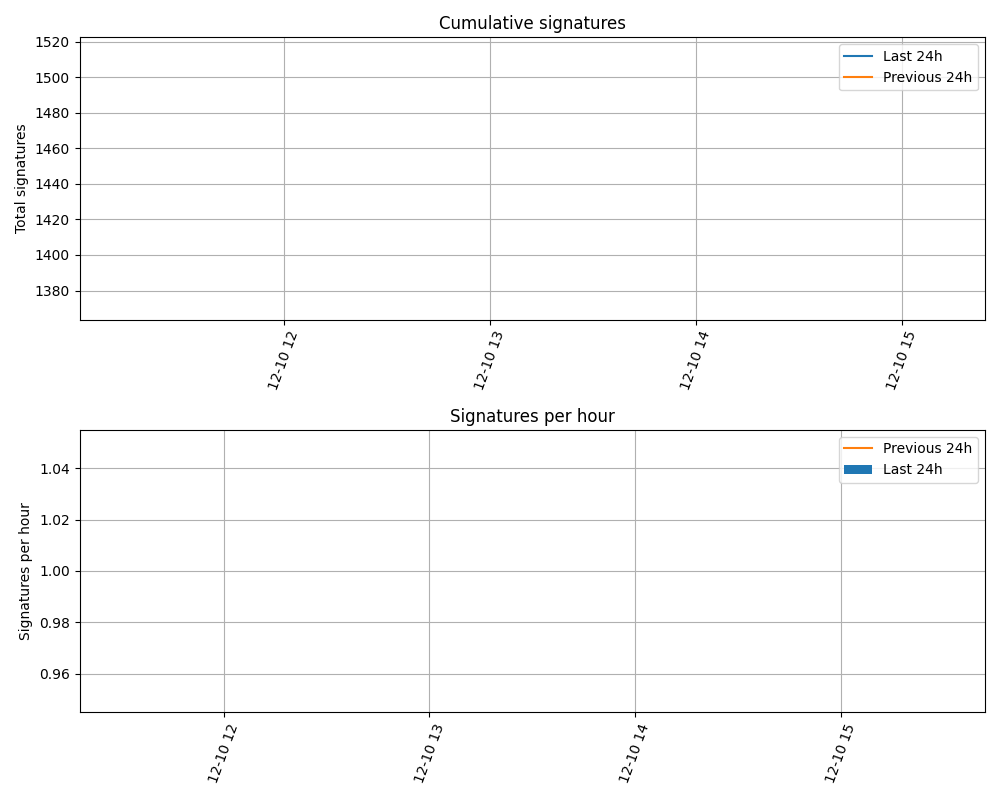 Cumulative signatures
Total signatures
1520
1500
1480
1460
1440
1420
1400
1380
Last 24h
Previous 24h
12-10 12
12-10 13
12-10 14
12-10 15
Signatures per hour
Signatures per hour
1.04
1.02
1.00
0.98
0.96
Previous 24h
Last 24h
12-10 12
12-10 13
12-10 14
12-10 15